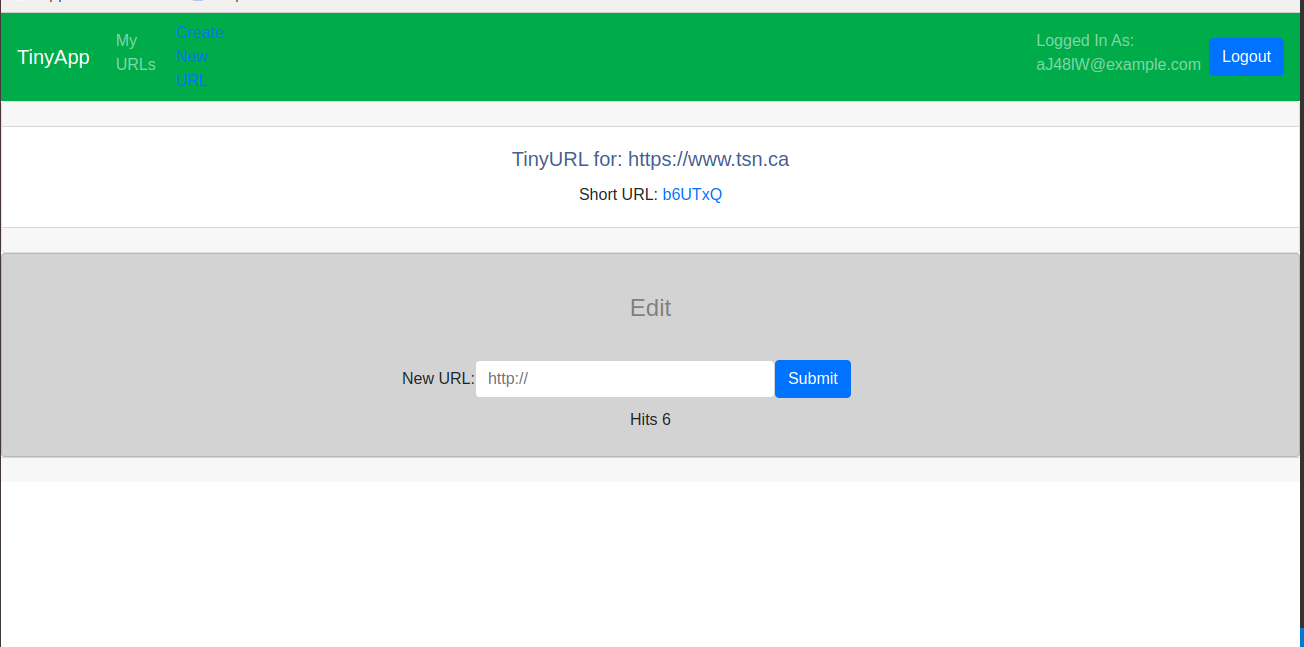 TinyApp
My
URLs
Create
New
URL
Logged In As:
aJ48lW@example.com
Logout
TinyURL for: https://www.tsn.ca
Short URL: b6UTxQ
Edit
New URL: http:// Submit
Hits 6